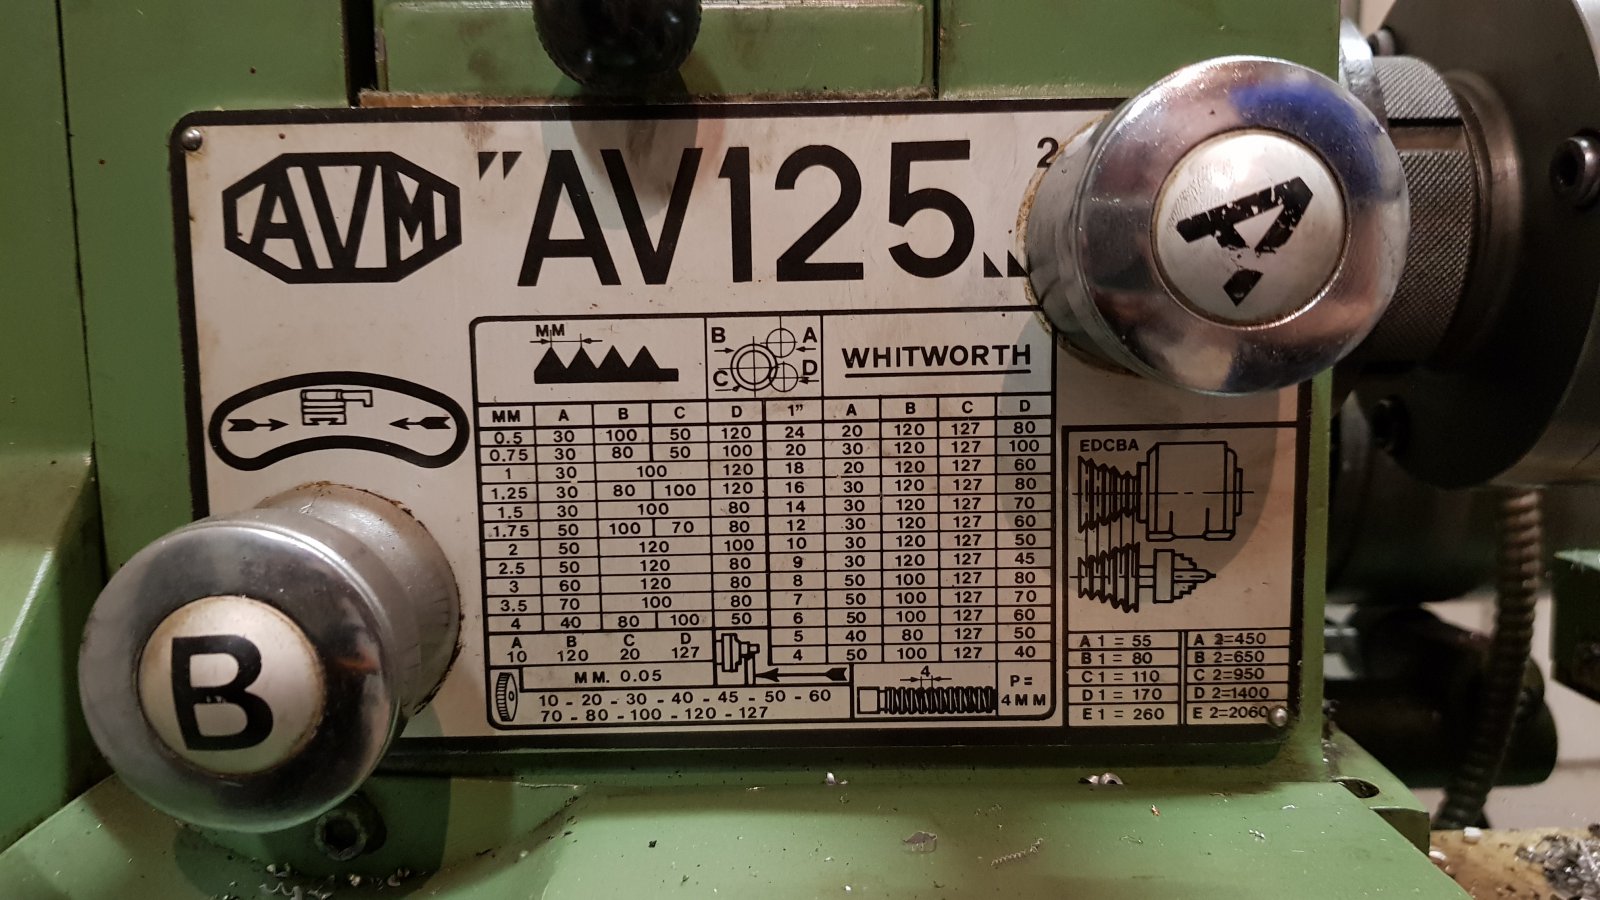 AVM "AV125„ 2 A
MM B A WHITWORTH
C D
MM A B C D 1" A B C D
0.5 30 100 50 120 24 20 120 127 80
0.75 30 80 50 100 20 30 120 127 100
1 30 100 120 18 20 120 127 60
1.25 30 80 100 120 16 30 120 127 80
1.5 30 100 80 14 30 120 127 70
1.75 50 100 70 80 12 30 120 127 60
2 50 120 100 10 30 120 127 50
2.5 50 120 80 9 30 120 127 45
3 60 120 80 8 50 100 127 80
3.5 70 100 80 7 50 100 127 70
4 40 80 100 50 6 50 100 127 60
A B C D 5 40 80 127 50
10 120 20 127 4 50 100 127 40
MM. 0.05 4 P=
10 - 20 - 30 - 40 - 45 - 50 - 60 4 MM
70 - 80 - 100 - 120 - 127
EDCBA
A 1 = 55 A 2=450
B 1 = 80 B 2=650
C 1 = 110 C 2=950
D 1 = 170 D 2=1400
E 1 = 260 E 2=2060
B